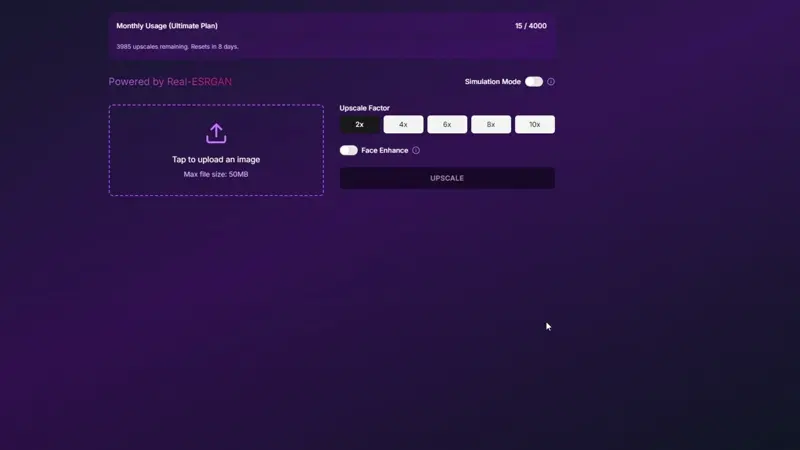 Monthly Usage (Ultimate Plan)
15 / 4000
3985 upscales remaining. Resets in 8 days.
Powered by Real-ESRGAN
Simulation Mode
Tap to upload an image
Max file size: 50MB
Upscale Factor
2x
4x
6x
8x
10x
Face Enhance
UPSCALE